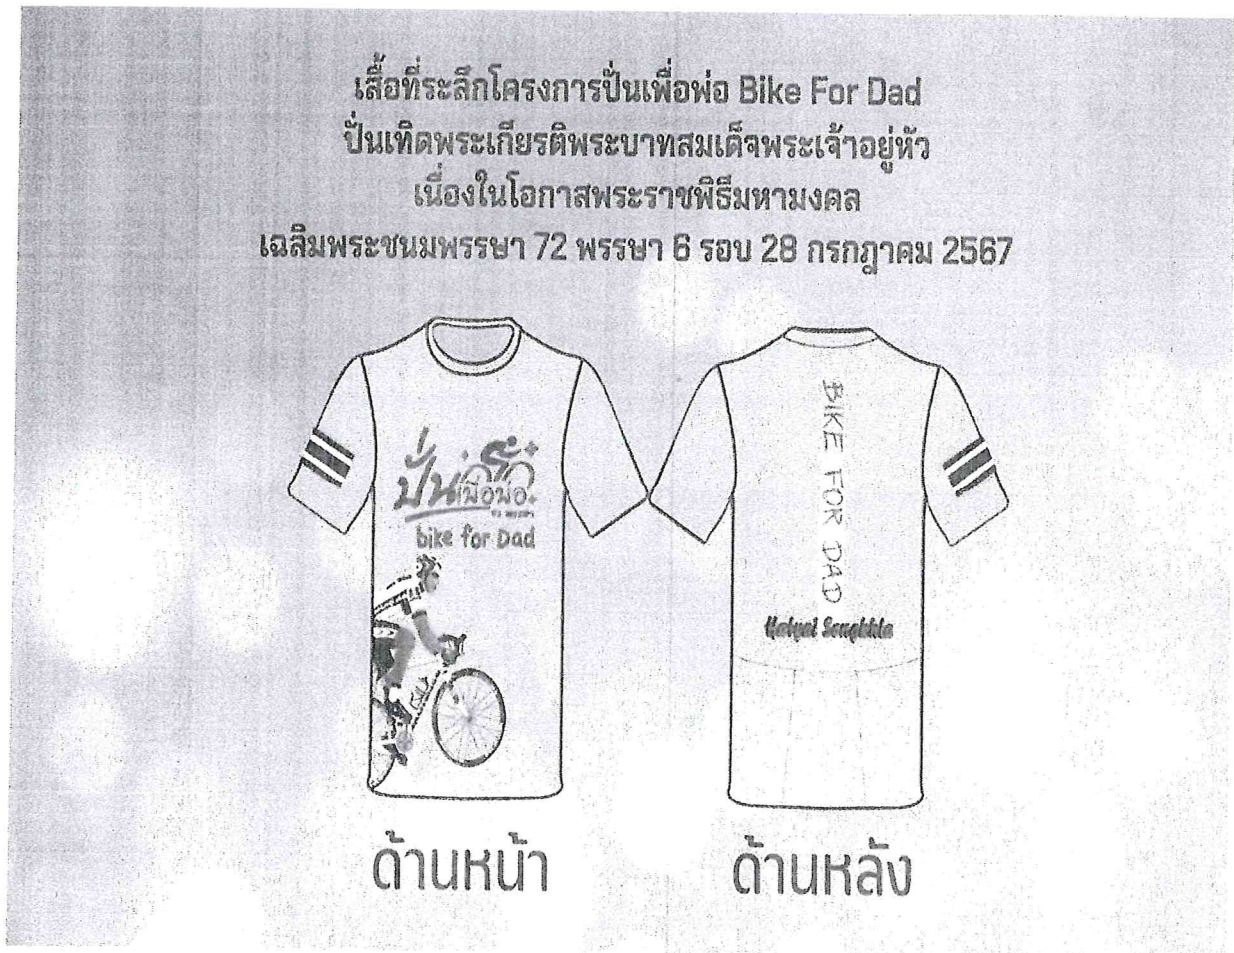 เสื้อที่ระลึกโครงการปั่นเพื่อพ่อ Bike For Dad
ปั่นเทิดพระเกียรติพระบาทสมเด็จพระเจ้าอยู่หัว
เนื่องในโอกาสพระราชพิธีมหามงคล
เฉลิมพระชนมพรรษา 72 พรรษา 6 รอบ 28 กรกฎาคม 2567
ปั่นเพื่อพ่อ
bike for Dad
BIKE FOR DAD
Hatyai Songkhla
ด้านหน้า
ด้านหลัง